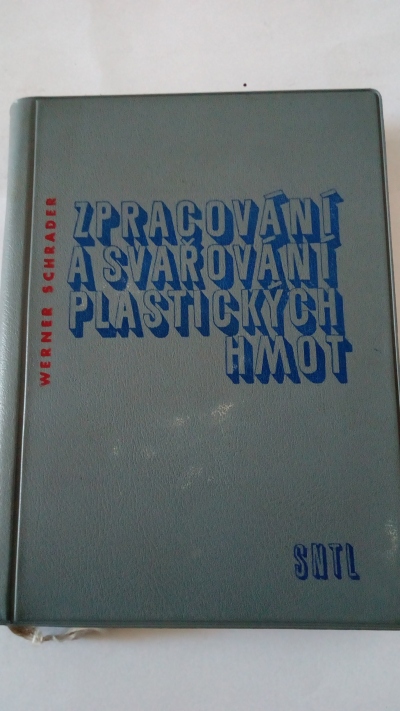 WERNER SCHRADER
ZPRACOVÁNÍ
A SVAŘOVÁNÍ
PLASTICKÝCH
HMOT
SNTL